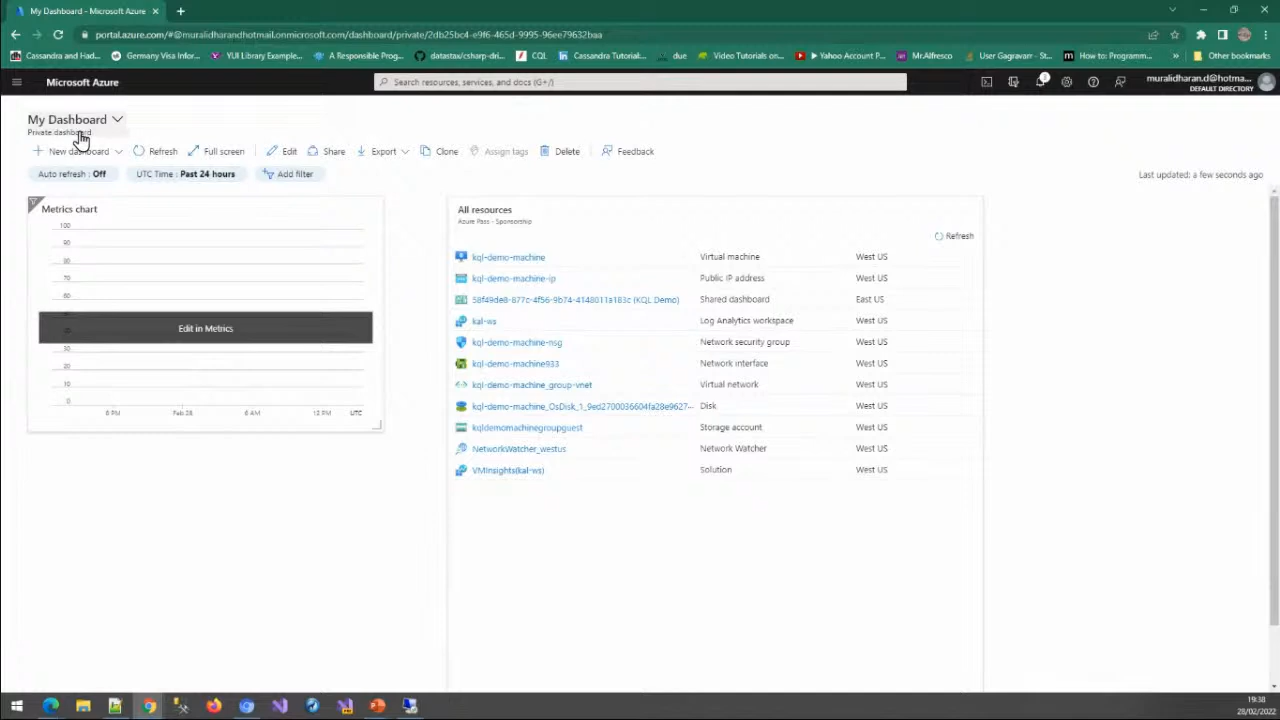 My Dashboard - Microsoft Azure
portal.azure.com/#@muralidharandhotmail.onmicrosoft.com/dashboard/private/2db25bc4-e9f6-465d-9995-96ee79632baa
Cassandra and Had... Germany Visa Infor... YUI Library Example... A Responsible Prog... datastax/csharp-dri... CQL Cassandra Tutorial:... due Video Tutorials on... ► Yahoo Account P... MrAlfresco User Gagravarr - St... How to: Programm... » Other bookmarks
Microsoft Azure
Search resources, services, and docs (G+/)
1
muralidharan.d@hotma...
DEFAULT DIRECTORY
My Dashboard
Private dashboard
New dashboard Refresh Full screen Edit Share Export Clone Assign tags Delete Feedback
Auto refresh : Off UTC Time : Past 24 hours Add filter
Last updated: a few seconds ago
Metrics chart
100
90
80
70
60
Edit in Metrics
30
20
10
0
6 PM Feb 28 6 AM 12 PM UTC
All resources
Azure Pass - Sponsorship
Refresh
kql-demo-machine Virtual machine West US
kql-demo-machine-ip Public IP address West US
58f49de8-877c-4f56-9b74-4148011a183c (KQL Demo) Shared dashboard East US
kal-ws Log Analytics workspace West US
kql-demo-machine-nsg Network security group West US
kql-demo-machine933 Network interface West US
kql-demo-machine_group-vnet Virtual network West US
kql-demo-machine_OsDisk_1_9ed2700036604fa28e9627... Disk West US
kqldemomachinegroupguest Storage account West US
NetworkWatcher_westus Network Watcher West US
VMInsights(kal-ws) Solution West US
19:38
28/02/2022